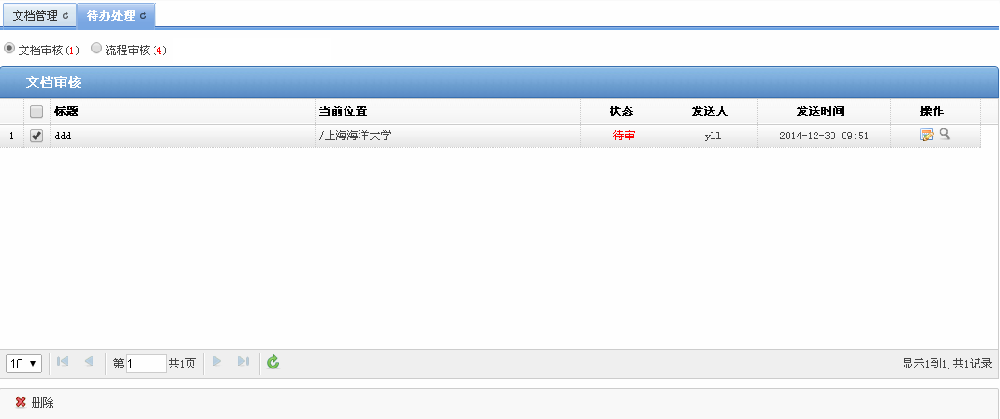 文档管理 待办处理
文档审核(1) 流程审核(4)
文档审核
标题 当前位置 状态 发送人 发送时间 操作
1 ddd /上海海洋大学 待审 yll 2014-12-30 09:51
10 第 1 共1页 显示1到1,共1记录
删除